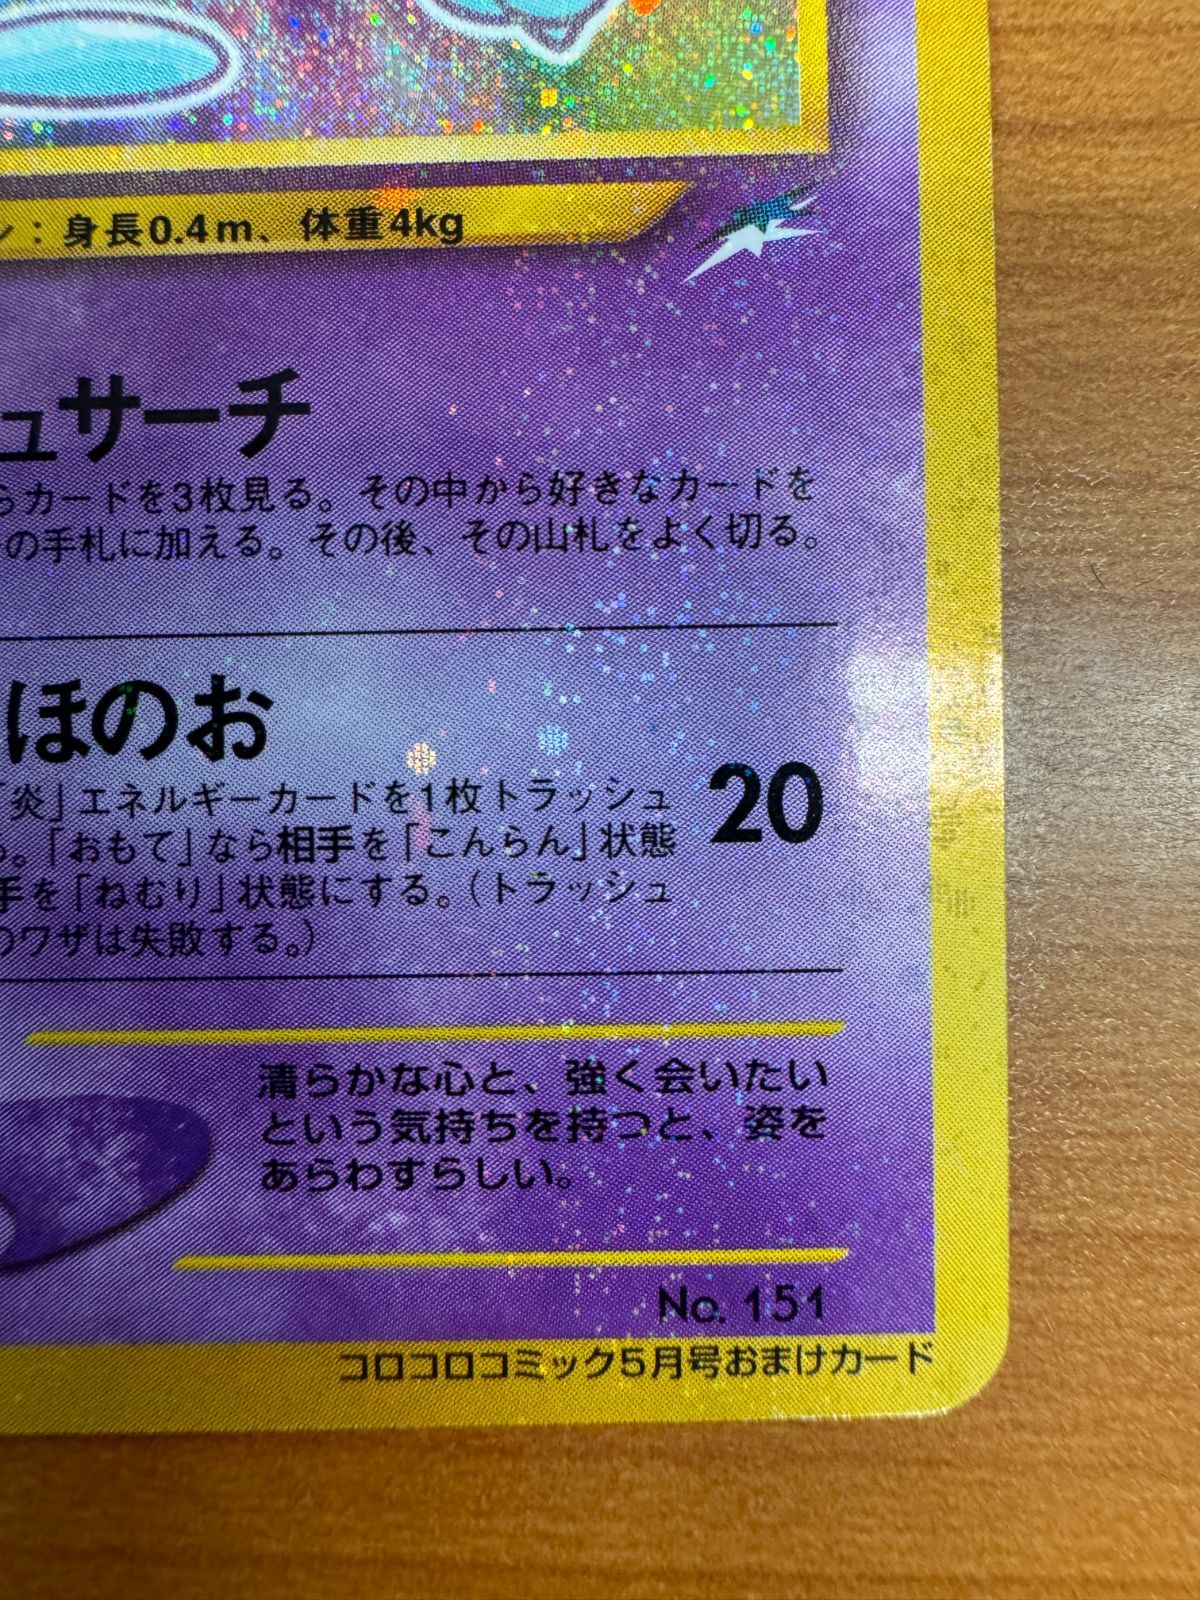 ：身長0.4m、体重4kg
ュサーチ
らカードを3枚見る。その中から好きなカードを
の手札に加える。その後、その山札をよく切る。
ほのお
「炎」エネルギーカードを1枚トラッシュ
。「おもて」なら相手を「こんらん」状態
20
手を「ねむり」状態にする。（トラッシュ
のワザは失敗する。）
清らかな心と、強く会いたい
という気持ちを持つと、姿を
あらわすらしい。
No. 151
コロコロコミック5月号おまけカード